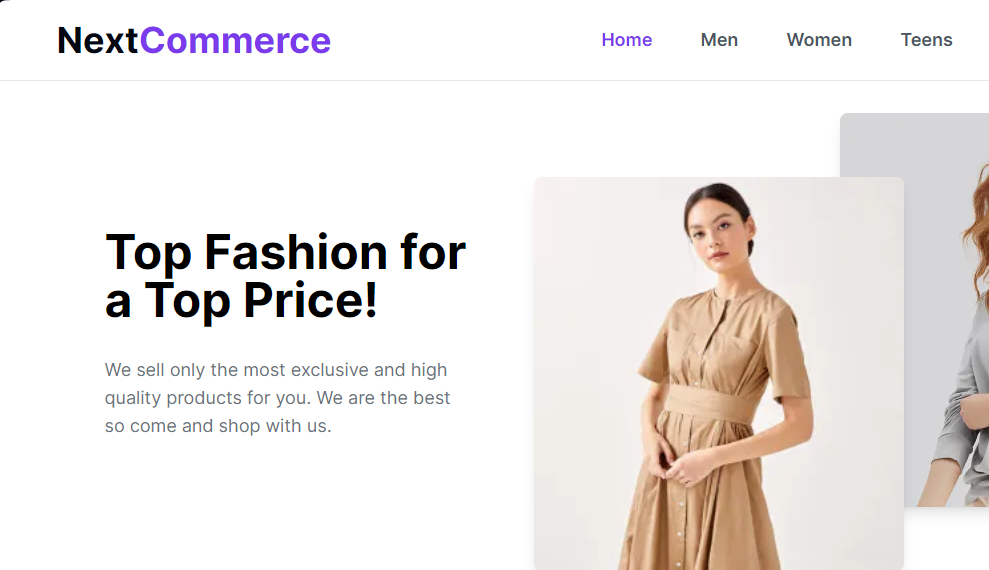 NextCommerce
Home Men Women Teens
Top Fashion for
a Top Price!
We sell only the most exclusive and high
quality products for you. We are the best
so come and shop with us.